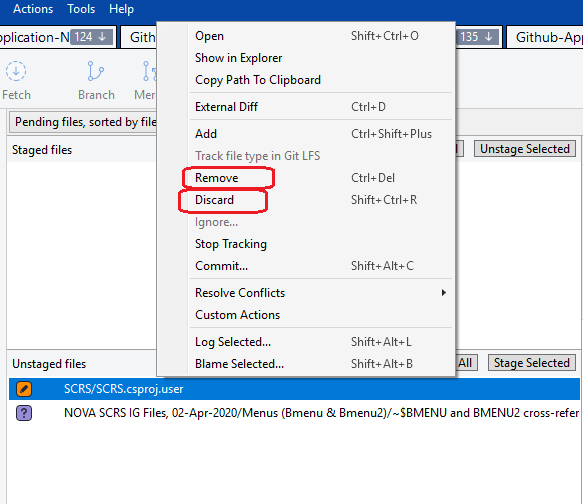 Actions Tools Help
pplication-N 124 Gith 135 Github-App
Fetch Branch Mer
Pending files, sorted by file
Staged files
Unstage Selected
Open Shift+Ctrl+O
Show in Explorer
Copy Path To Clipboard
External Diff Ctrl+D
Add Ctrl+Shift+Plus
Track file type in Git LFS
Remove Ctrl+Del
Discard Shift+Ctrl+R
Ignore...
Stop Tracking
Commit... Shift+Alt+C
Resolve Conflicts
Custom Actions
Log Selected... Shift+Alt+L
Blame Selected... Shift+Alt+B
Unstaged files
All Stage Selected
SCRS/SCRS.csproj.user
? NOVA SCRS IG Files, 02-Apr-2020/Menus (Bmenu & Bmenu2)/~$BMENU and BMENU2 cross-refer